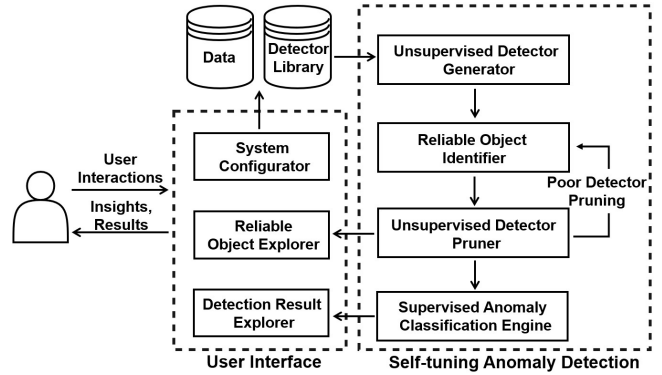 Data
Detector
Library
Unsupervised Detector
Generator
System
Configurator
Reliable Object
Identifier
User
Interactions
Insights,
Results
Poor Detector
Pruning
Reliable
Object Explorer
Unsupervised Detector
Pruner
Detection Result
Explorer
Supervised Anomaly
Classification Engine
User Interface
Self-tuning Anomaly Detection